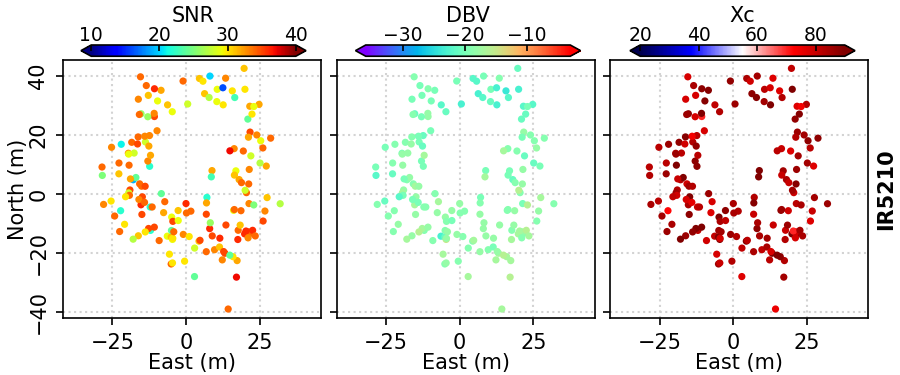 SNR DBV Xc
10 20 30 40 −30 −20 −10 20 40 60 80
40
20
0
−20
−40
North (m)
−25 0 25 −25 0 25 −25 0 25
East (m) East (m) East (m)
IR5210